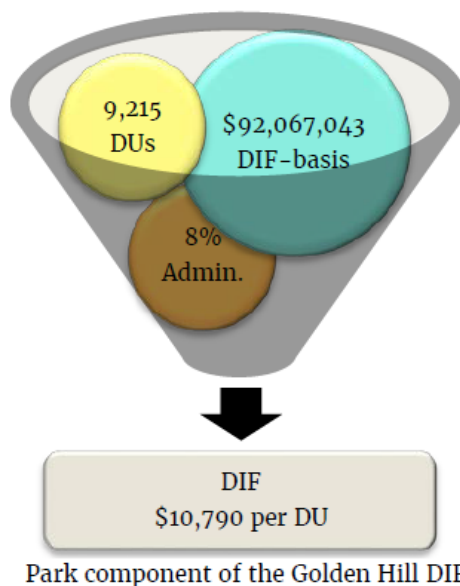 9,215
DUs
$92,067,043
DIF-basis
8%
Admin.
DIF
$10,790 per DU
Park component of the Golden Hill DIF